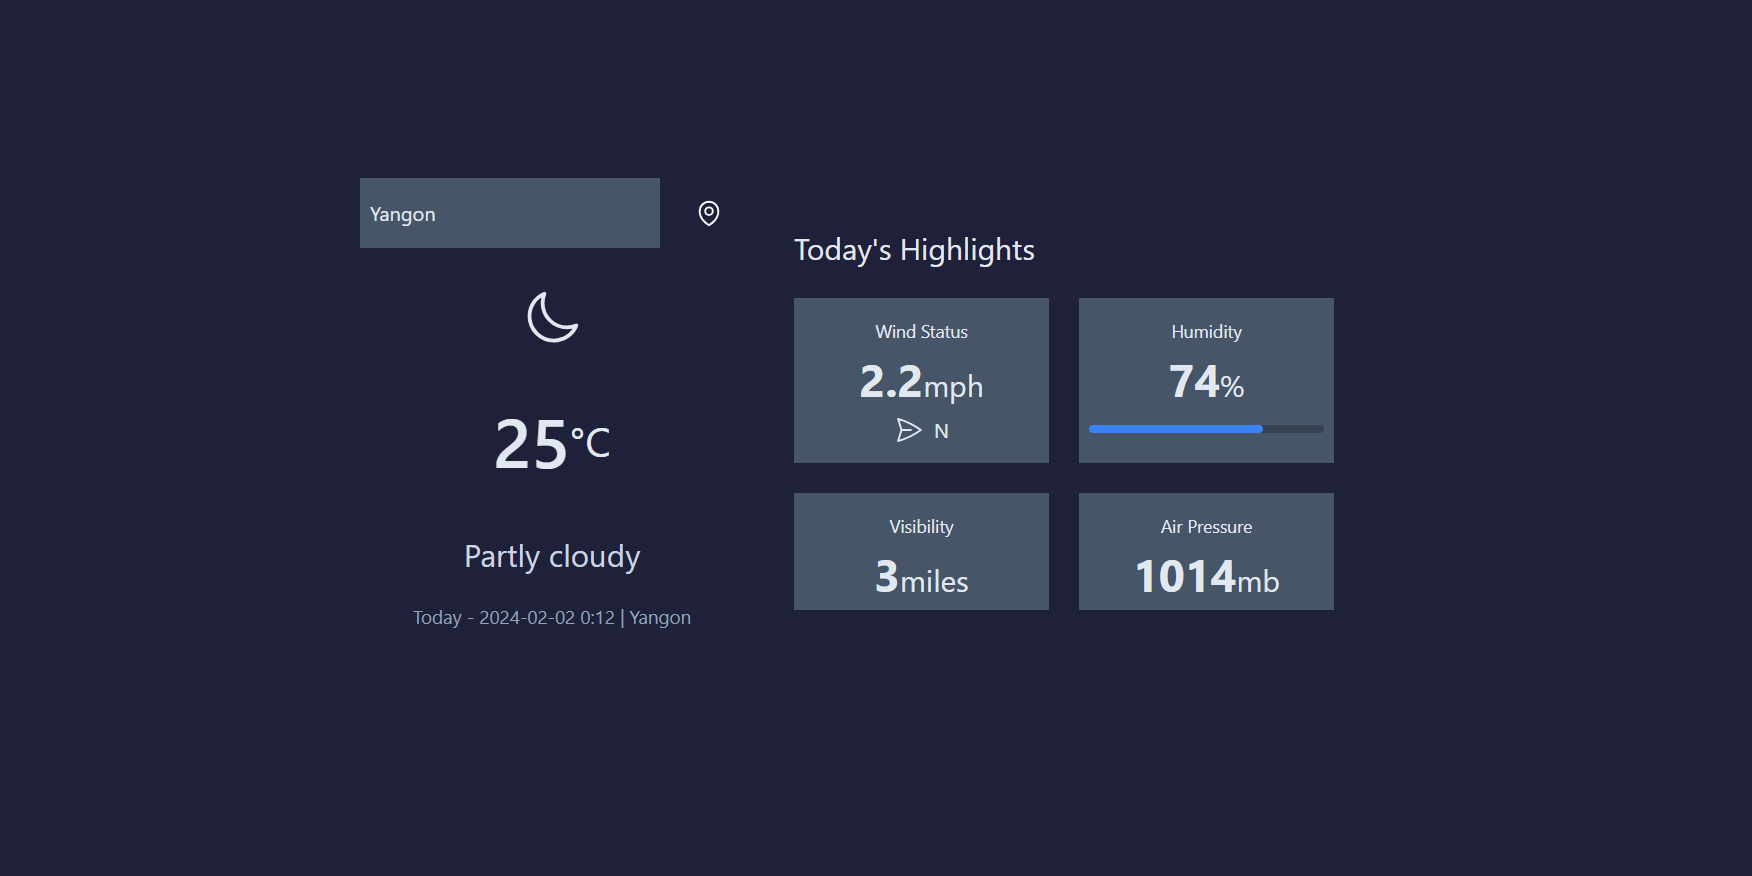 Yangon
25°C
Partly cloudy
Today - 2024-02-02 0:12 | Yangon
Today's Highlights
Wind Status
2.2mph
N
Humidity
74%
Visibility
3miles
Air Pressure
1014mb